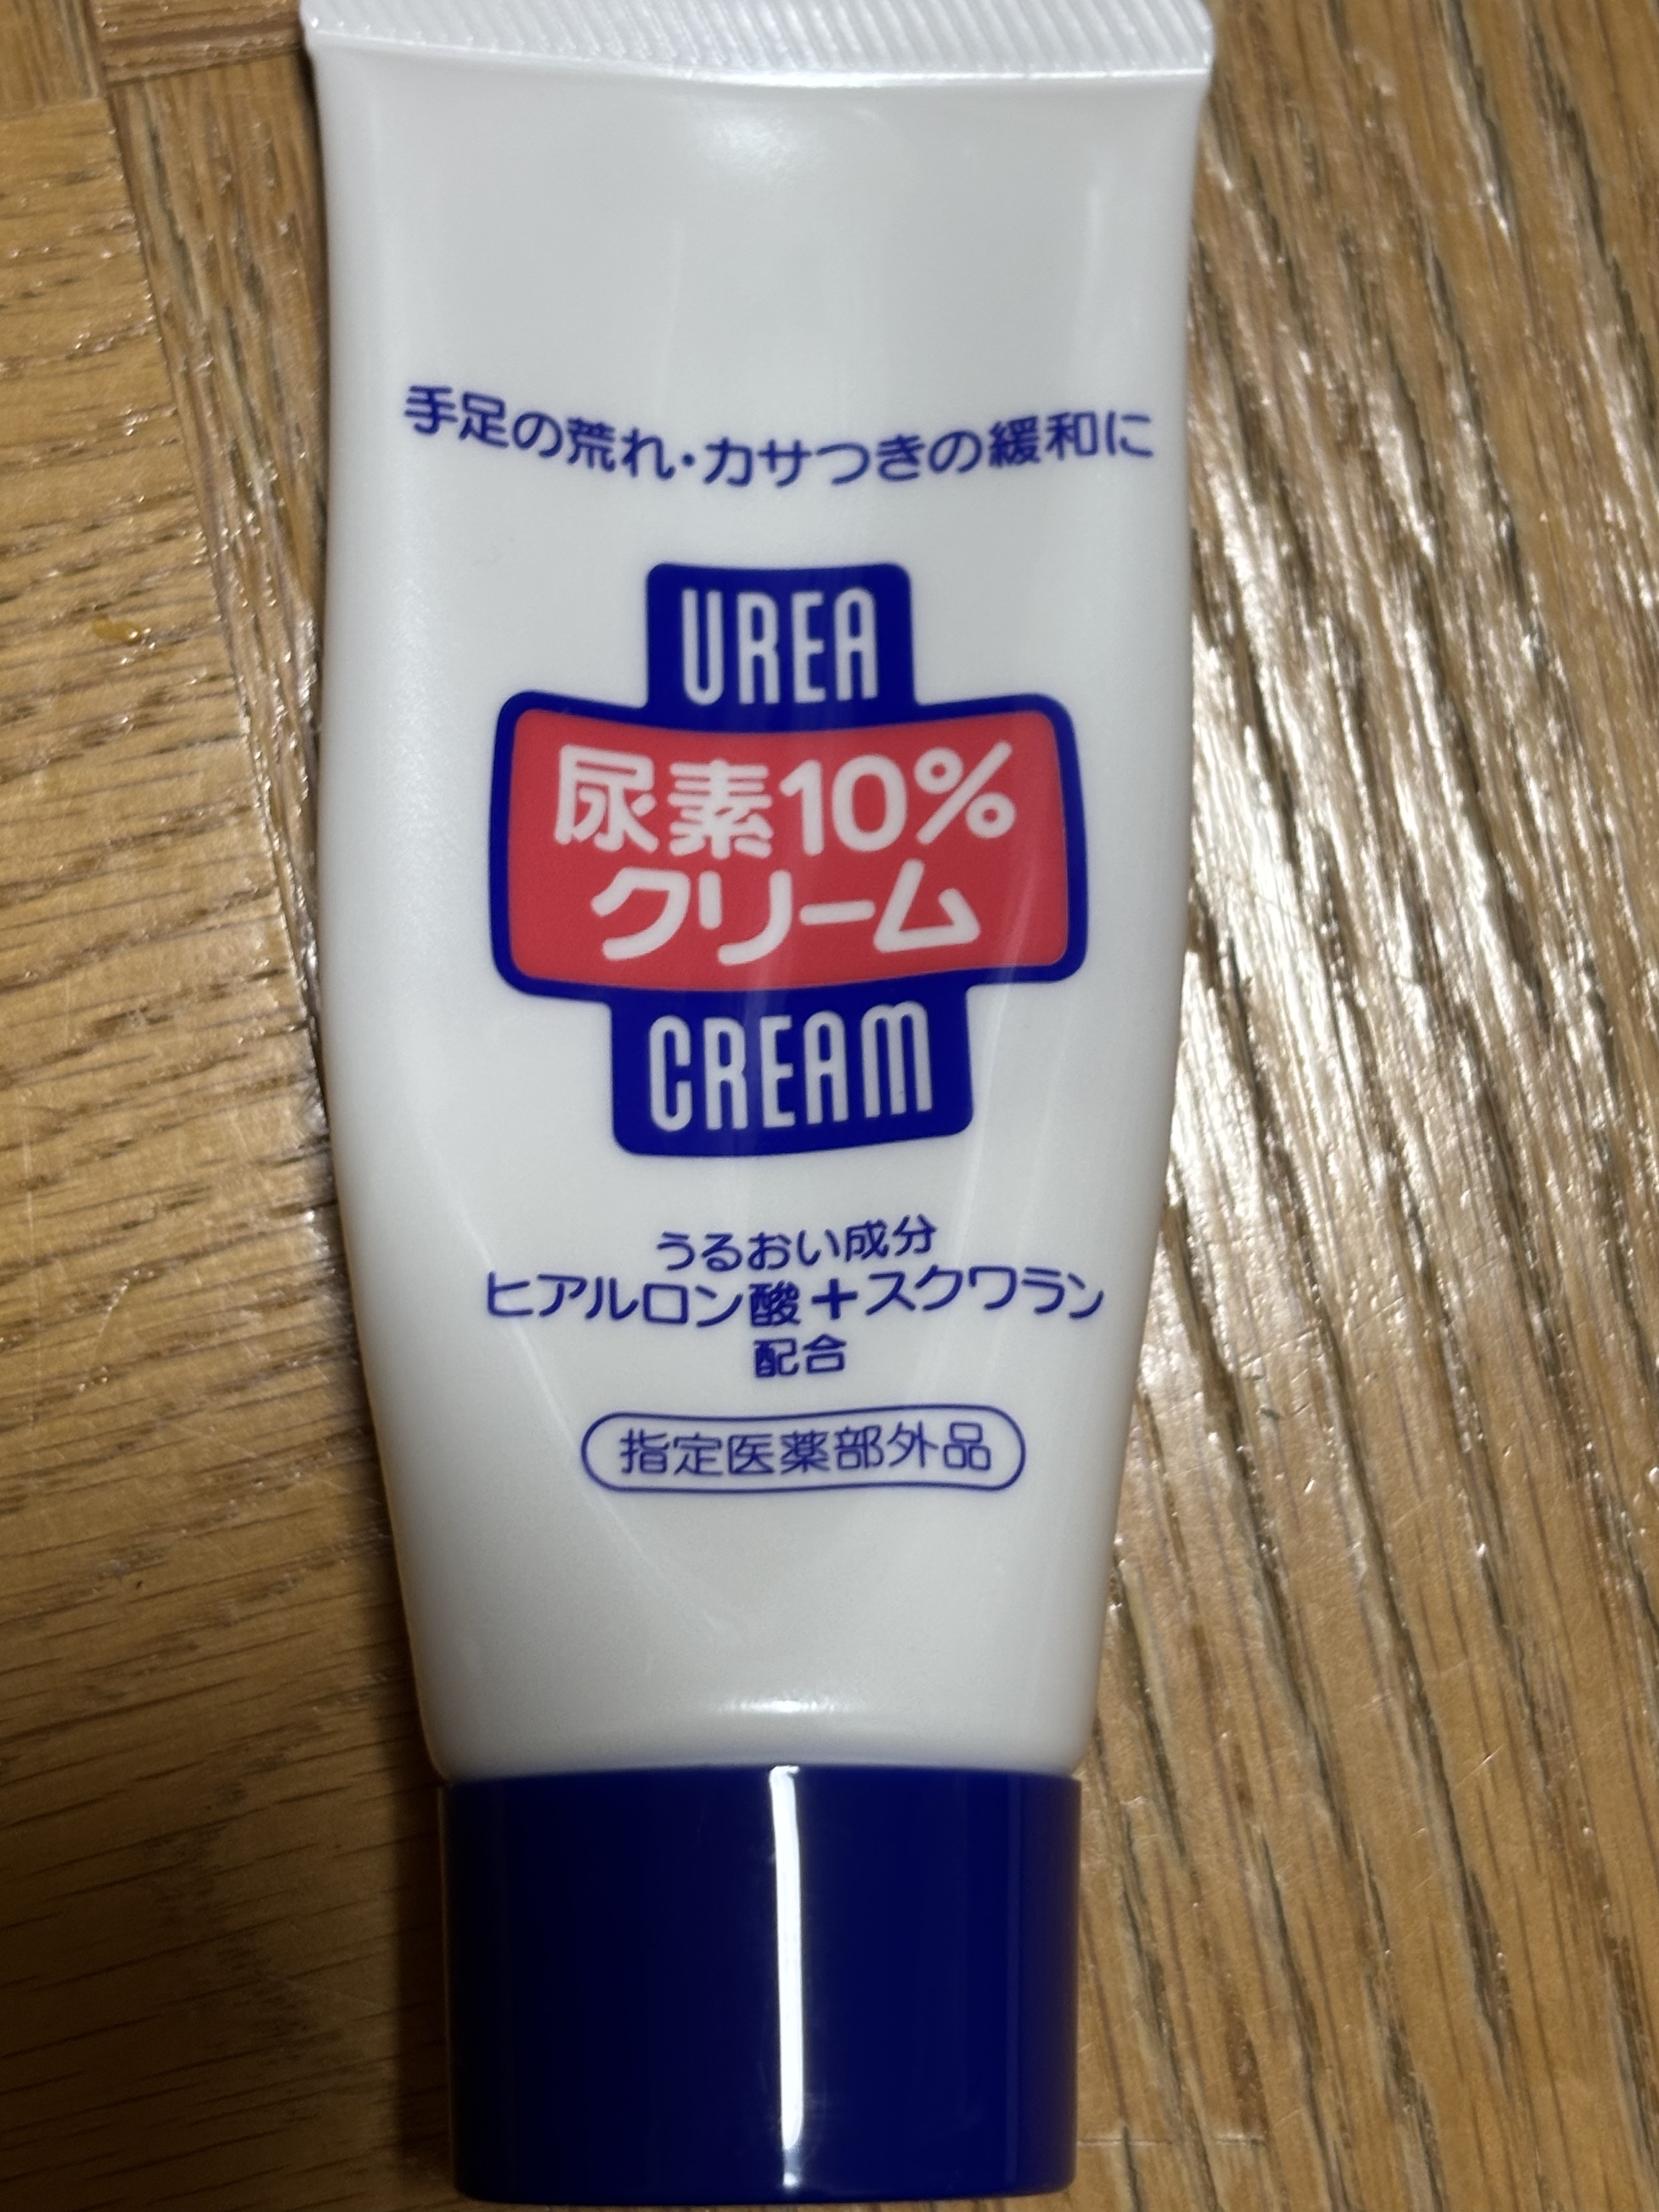 手足の荒れ・カサつきの緩和に
UREA
尿素10%
クリーム
CREAM
うるおい成分
ヒアルロン酸+スクワラン
配合
指定医薬部外品